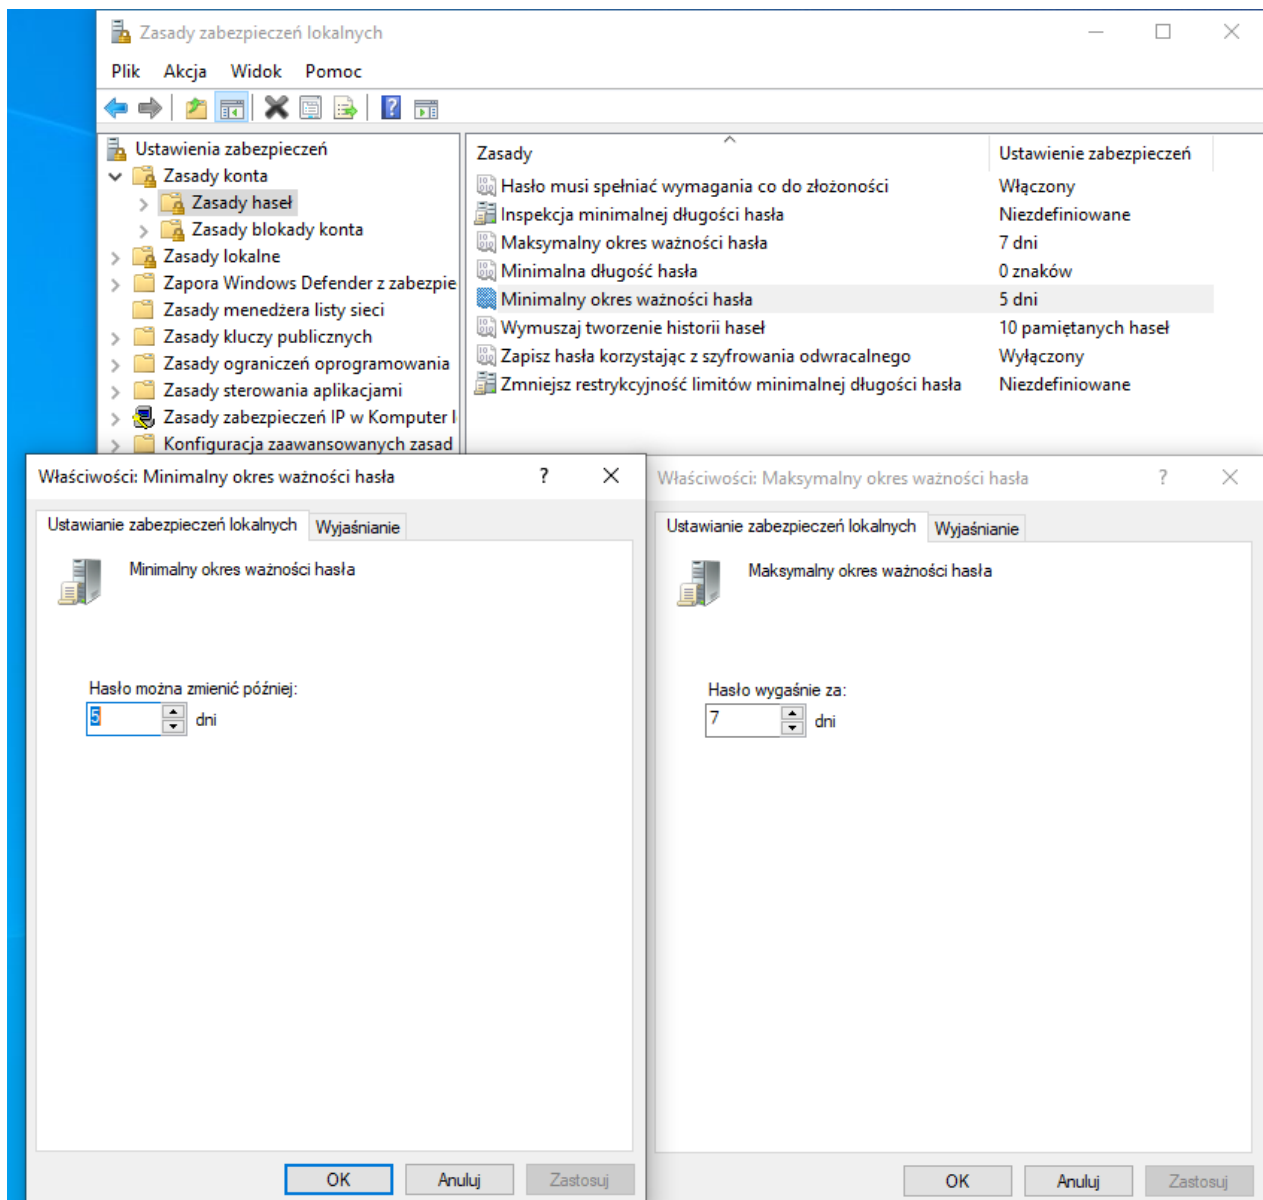 Zasady zabezpieczeń lokalnych
Plik Akcja Widok Pomoc
Ustawienia zabezpieczeń
Zasady konta
Zasady haseł
Zasady blokady konta
Zasady lokalne
Zapora Windows Defender z zabezpie
Zasady menedżera listy sieci
Zasady kluczy publicznych
Zasady ograniczeń oprogramowania
Zasady sterowania aplikacjami
Zasady zabezpieczeń IP w Komputer l
Konfiguracja zaawansowanych zasad
Zasady Ustawienie zabezpieczeń
Hasło musi spełniać wymagania co do złożoności Włączony
Inspekcja minimalnej długości hasła Niezdefiniowane
Maksymalny okres ważności hasła 7 dni
Minimalna długość hasła 0 znaków
Minimalny okres ważności hasła 5 dni
Wymuszaj tworzenie historii haseł 10 pamiętanych haseł
Zapisz hasła korzystając z szyfrowania odwracalnego Wyłączony
Zmniejsz restrykcyjność limitów minimalnej długości hasła Niezdefiniowane
Właściwości: Minimalny okres ważności hasła ?
Ustawianie zabezpieczeń lokalnych Wyjaśnianie
Minimalny okres ważności hasła
Hasło można zmienić później:
5 dni
OK Anuluj Zastosuj
Właściwości: Maksymalny okres ważności hasła ?
Ustawianie zabezpieczeń lokalnych Wyjaśnianie
Maksymalny okres ważności hasła
Hasło wygaśnie za:
7 dni
OK Anuluj Zastosuj